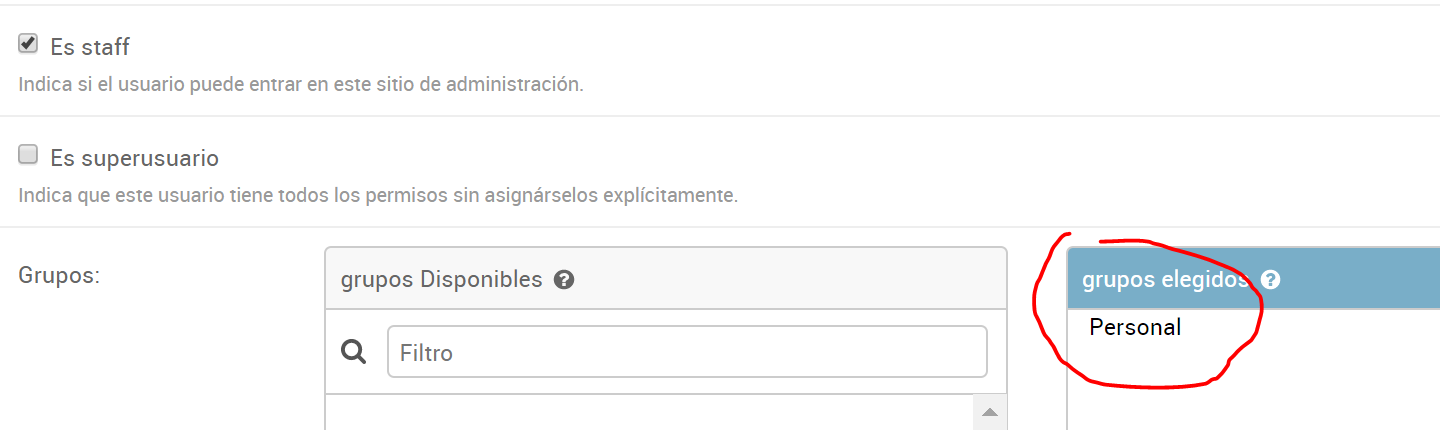 Es staff
Indica si el usuario puede entrar en este sitio de administración.
Es superusuario
Indica que este usuario tiene todos los permisos sin asignárselos explícitamente.
Grupos:
grupos Disponibles ?
grupos elegidos ?
Filtro
Personal